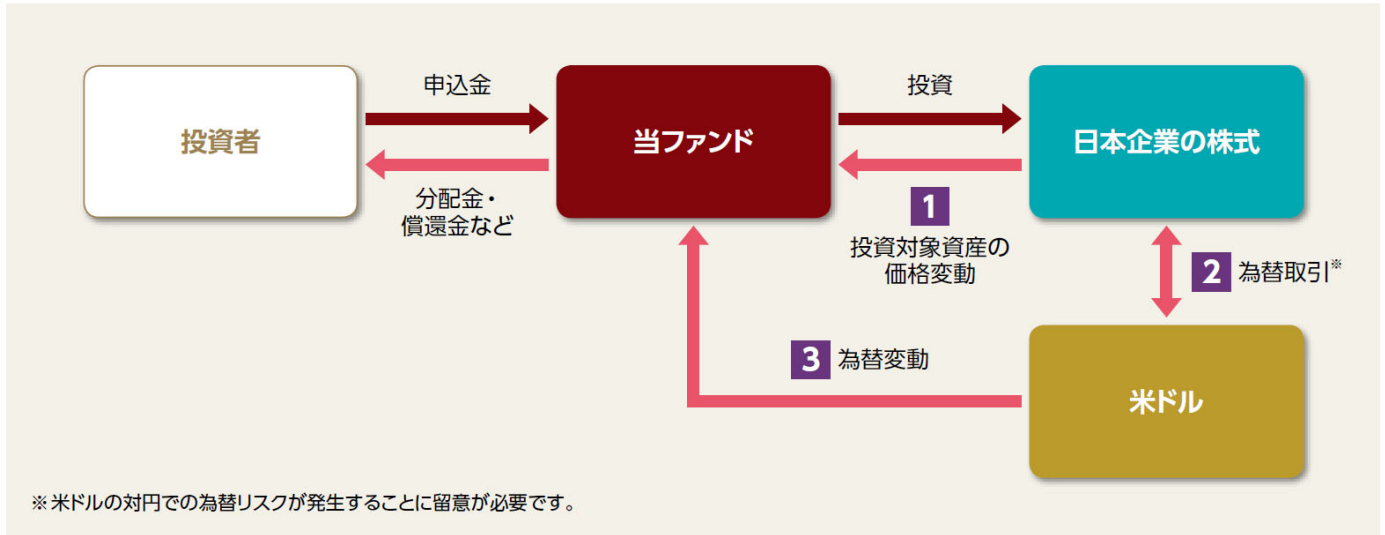 投資者
申込金
分配金・
償還金など
当ファンド
投資
1
投資対象資産の
価格変動
日本企業の株式
2 為替取引※
3 為替変動
米ドル
※米ドルの対円での為替リスクが発生することに留意が必要です。